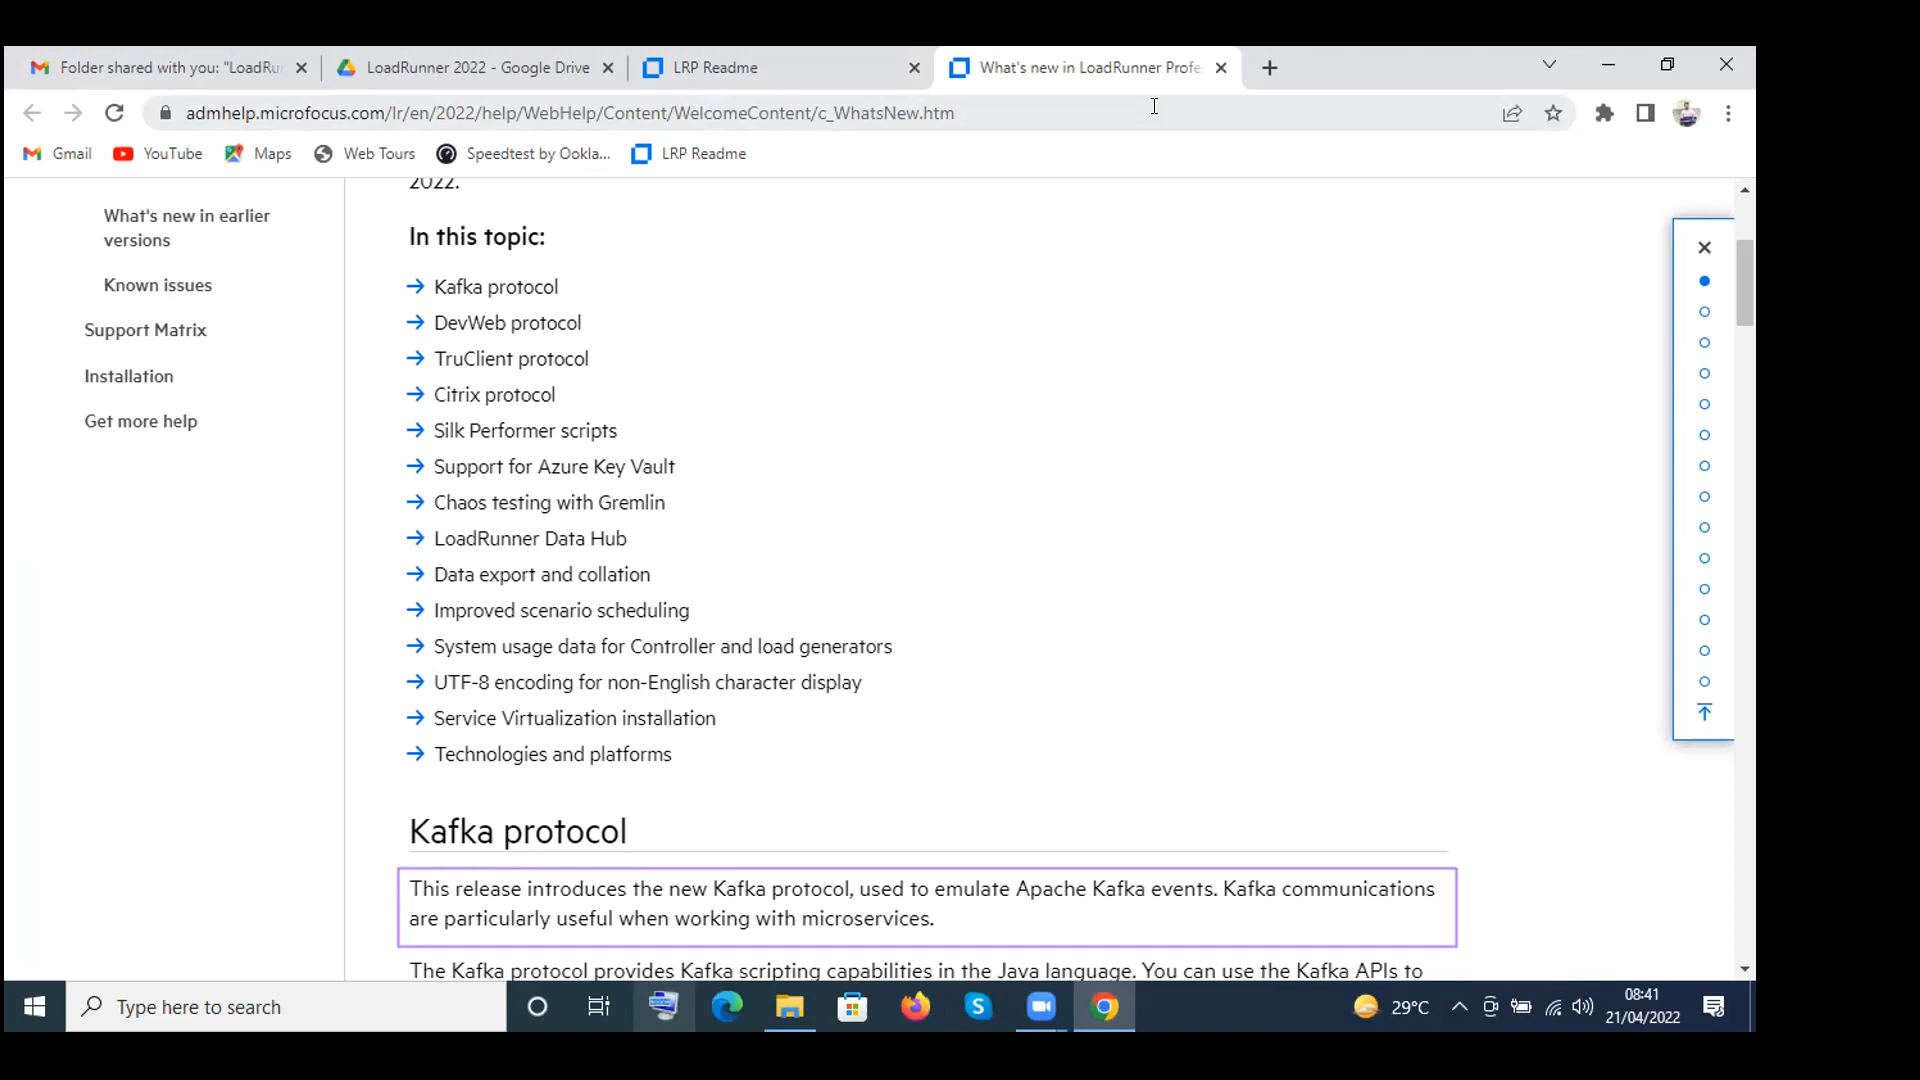 Folder shared with you: "LoadRu
LoadRunner 2022 - Google Drive
LRP Readme
What's new in LoadRunner Profes
admhelp.microfocus.com/lr/en/2022/help/WebHelp/Content/WelcomeContent/c_WhatsNew.htm
Gmail
YouTube
Maps
Web Tours
Speedtest by Ookla...
LRP Readme
2022.
What's new in earlier
versions
Known issues
Support Matrix
Installation
Get more help
In this topic:
Kafka protocol
DevWeb protocol
TruClient protocol
Citrix protocol
Silk Performer scripts
Support for Azure Key Vault
Chaos testing with Gremlin
LoadRunner Data Hub
Data export and collation
Improved scenario scheduling
System usage data for Controller and load generators
UTF-8 encoding for non-English character display
Service Virtualization installation
Technologies and platforms
Kafka protocol
This release introduces the new Kafka protocol, used to emulate Apache Kafka events. Kafka communications
are particularly useful when working with microservices.
The Kafka protocol provides Kafka scripting capabilities in the Java language. You can use the Kafka APIs to
Type here to search
29°C
08:41
21/04/2022